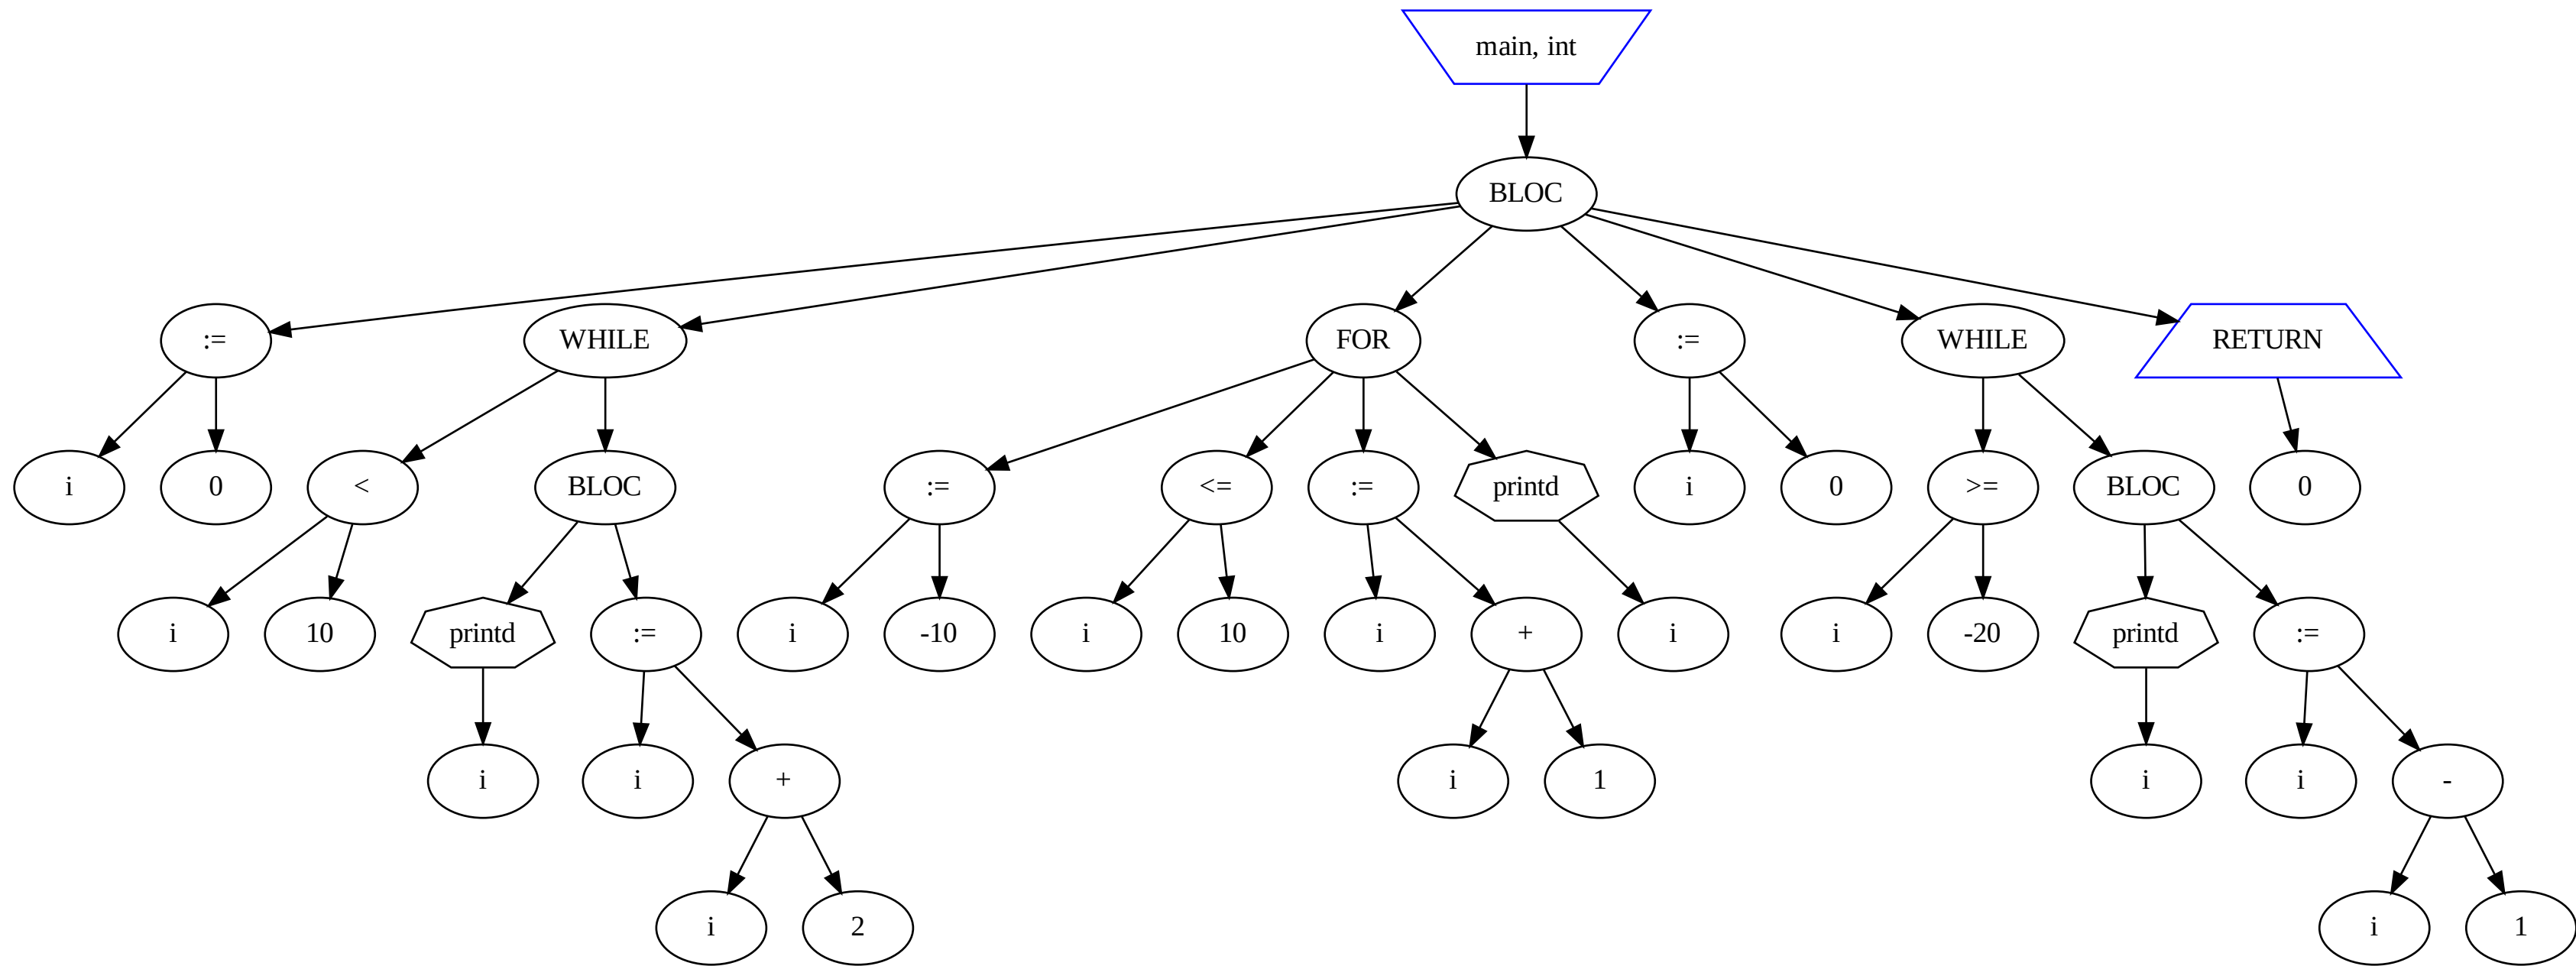 main, int
BLOC
:=
WHILE
FOR
:=
WHILE
RETURN
i
0
<
BLOC
:=
<=
:=
printd
i
0
>=
BLOC
0
i
10
printd
:=
i
-10
i
10
i
+
i
i
-20
printd
:=
i
i
+
i
1
i
i
-
i
2
i
1